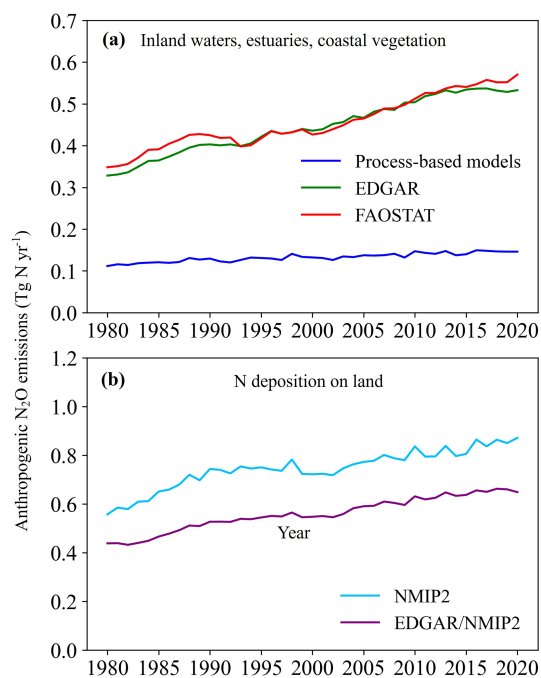 (a) Inland waters, estuaries, coastal vegetation
0.7
0.6
0.5
0.4
0.3
0.2
0.1
0.0
Process-based models
EDGAR
FAOSTAT
1980 1985 1990 1995 2000 2005 2010 2015 2020
Anthropogenic N₂O emissions (Tg N yr⁻¹)
(b) N deposition on land
1.2
1.0
0.8
0.6
0.4
0.2
0.0
Year
NMIP2
EDGAR/NMIP2
1980 1985 1990 1995 2000 2005 2010 2015 2020